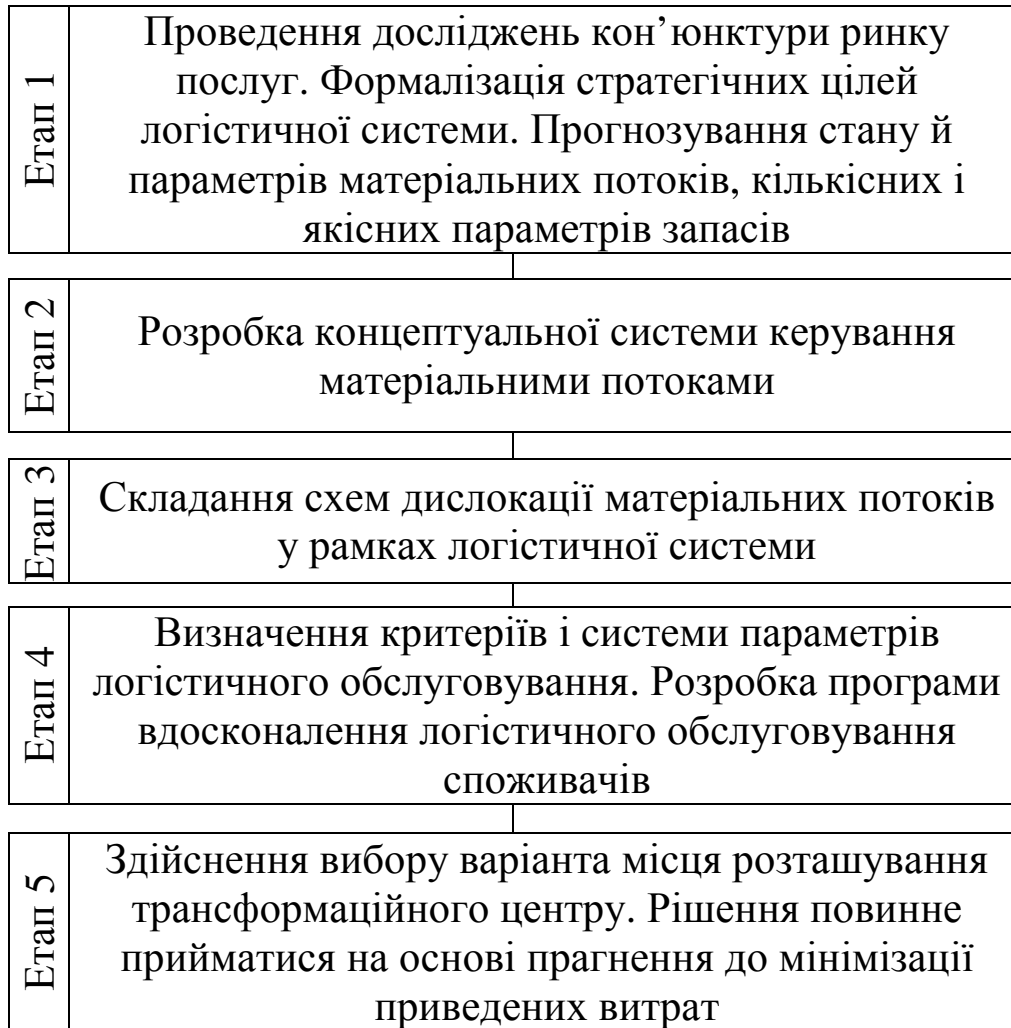 Етап 1
Проведення досліджень кон’юнктури ринку
послуг. Формалізація стратегічних цілей
логістичної системи. Прогнозування стану й
параметрів матеріальних потоків, кількісних і
якісних параметрів запасів
Етап 2
Розробка концептуальної системи керування
матеріальними потоками
Етап 3
Складання схем дислокації матеріальних потоків
у рамках логістичної системи
Етап 4
Визначення критеріїв і системи параметрів
логістичного обслуговування. Розробка програми
вдосконалення логістичного обслуговування
споживачів
Етап 5
Здійснення вибору варіанта місця розташування
трансформаційного центру. Рішення повинне
прийматися на основі прагнення до мінімізації
приведених витрат